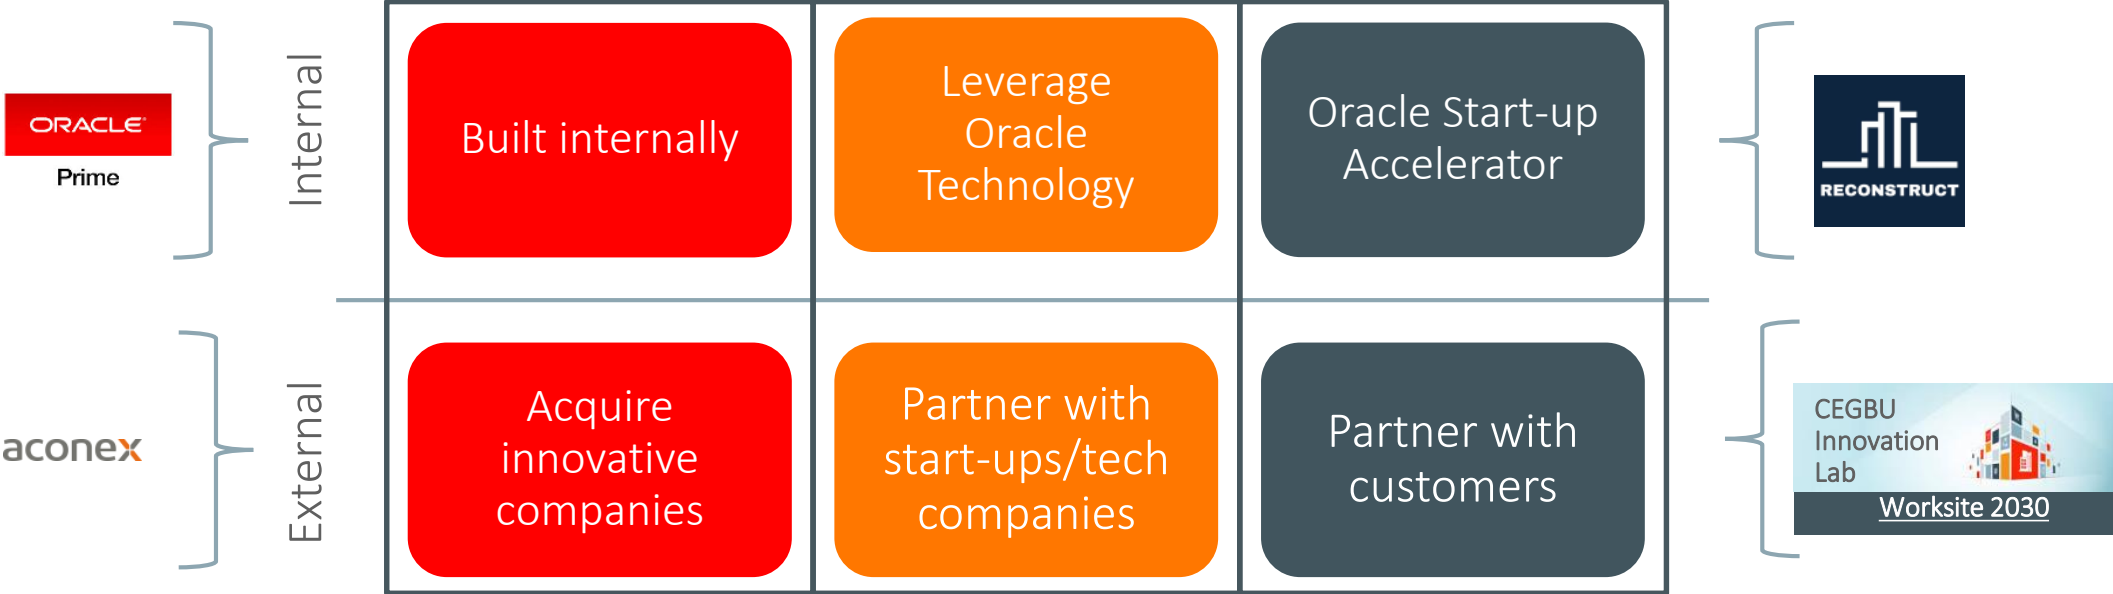 ORACLE
Prime
Internal
Built internally
Leverage
Oracle
Technology
Oracle Start-up
Accelerator
RECONSTRUCT
aconex
External
Acquire
innovative
companies
Partner with
start-ups/tech
companies
Partner with
customers
CEGBU
Innovation
Lab
Worksite 2030